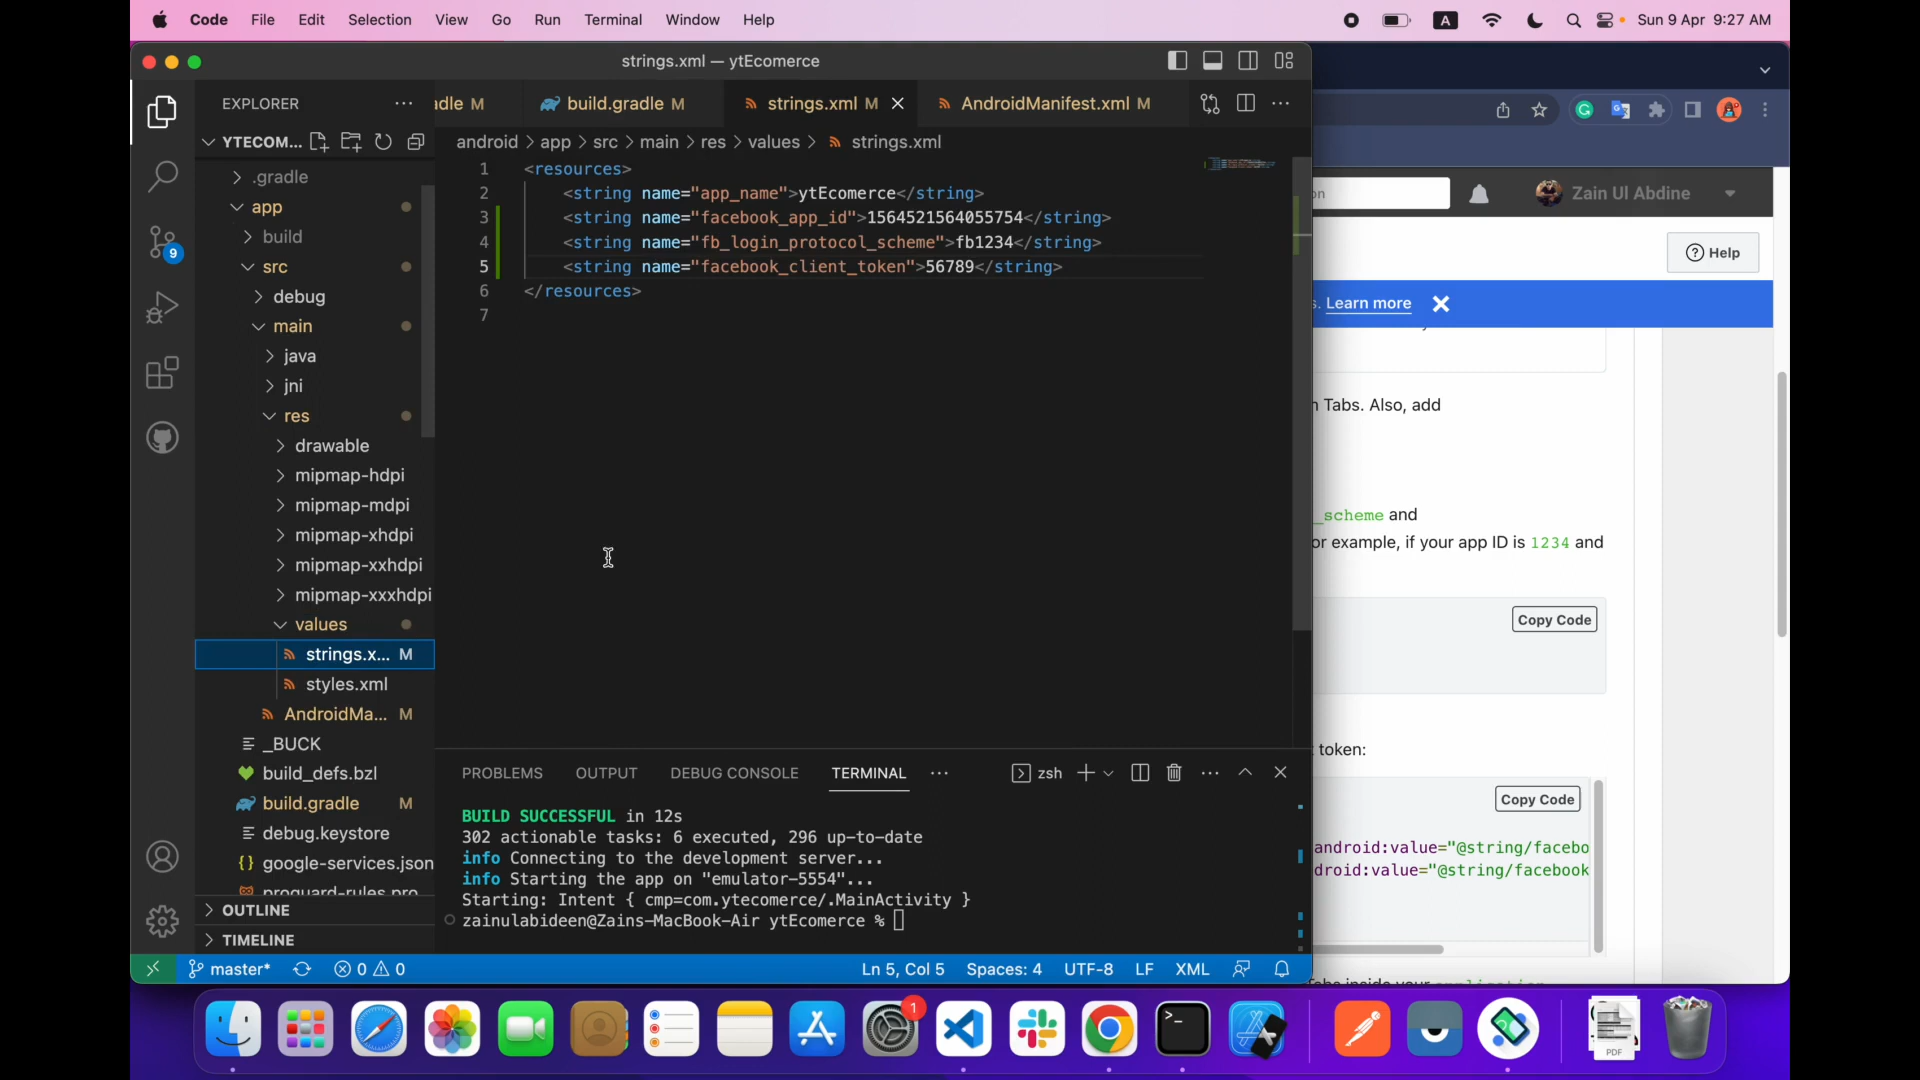 Code File Edit Selection View Go Run Terminal Window Help A Sun 9 Apr 9:27 AM
strings.xml — ytEcomerce
EXPLORER
dle M
build.gradle M
strings.xml M
AndroidManifest.xml M
YTECOM...
android > app > src > main > res > values > strings.xml
.gradle
app
build
src
debug
main
java
jni
res
drawable
mipmap-hdpi
mipmap-mdpi
mipmap-xhdpi
mipmap-xxhdpi
mipmap-xxxhdpi
values
strings.x... M
styles.xml
AndroidMa... M
_BUCK
build_defs.bzl
build.gradle M
debug.keystore
google-services.json
proguard-rules.pro
OUTLINE
TIMELINE
9
1 <resources>
2 <string name="app_name">ytEcomerce</string>
3 <string name="facebook_app_id">1564521564055754</string>
4 <string name="fb_login_protocol_scheme">fb1234</string>
5 <string name="facebook_client_token">56789</string>
6 </resources>
7
PROBLEMS OUTPUT DEBUG CONSOLE TERMINAL zsh
BUILD SUCCESSFUL in 12s
302 actionable tasks: 6 executed, 296 up-to-date
info Connecting to the development server...
info Starting the app on "emulator-5554"...
Starting: Intent { cmp=com.ytecomerce/.MainActivity }
zainulabideen@Zains-MacBook-Air ytEcomerce %
master* 0 0 Ln 5, Col 5 Spaces: 4 UTF-8 LF XML
Zain Ul Abdine
Help
s. Learn more
Tabs. Also, add
_scheme and
or example, if your app ID is 1234 and
Copy Code
token:
Copy Code
android:value="@string/facebo
droid:value="@string/facebook
1
PDF